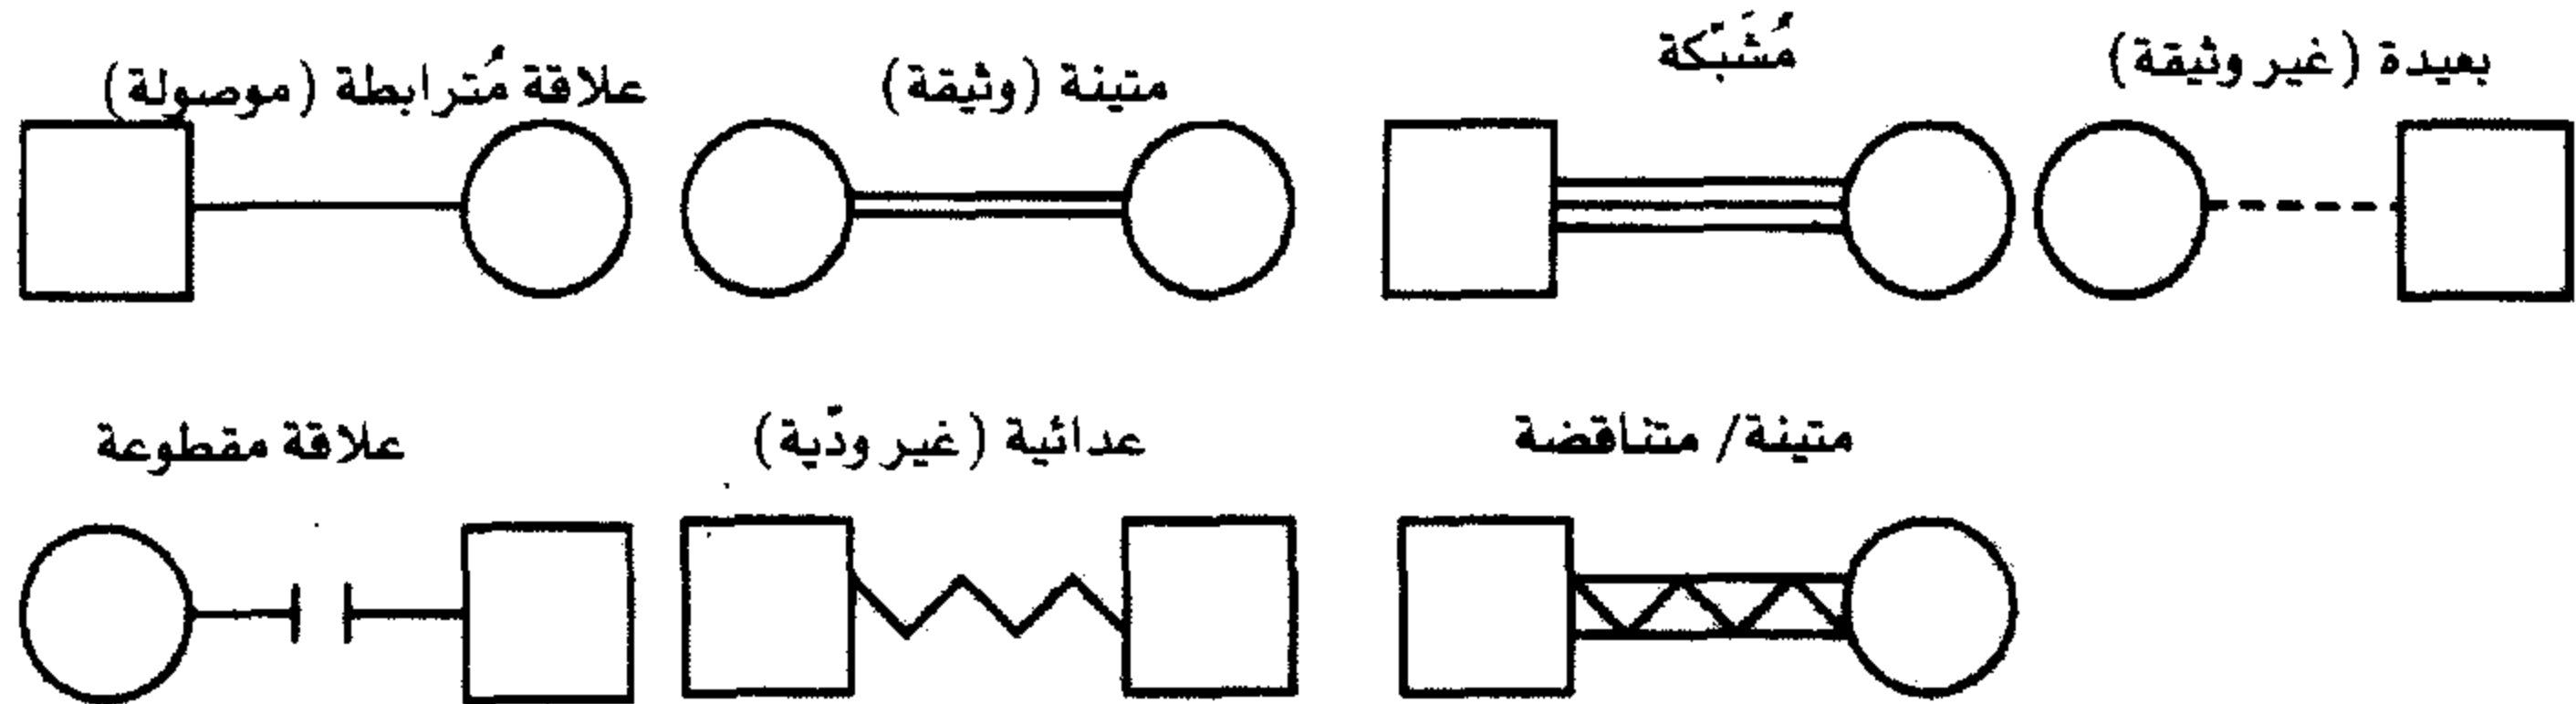 بعيدة (غير وثيقة)
مُشَبّكة
متينة (وثيقة)
علاقة مُترابطة (موصولة)
متينة/ متناقضة
عدائية (غير ودّية)
علاقة مقطوعة